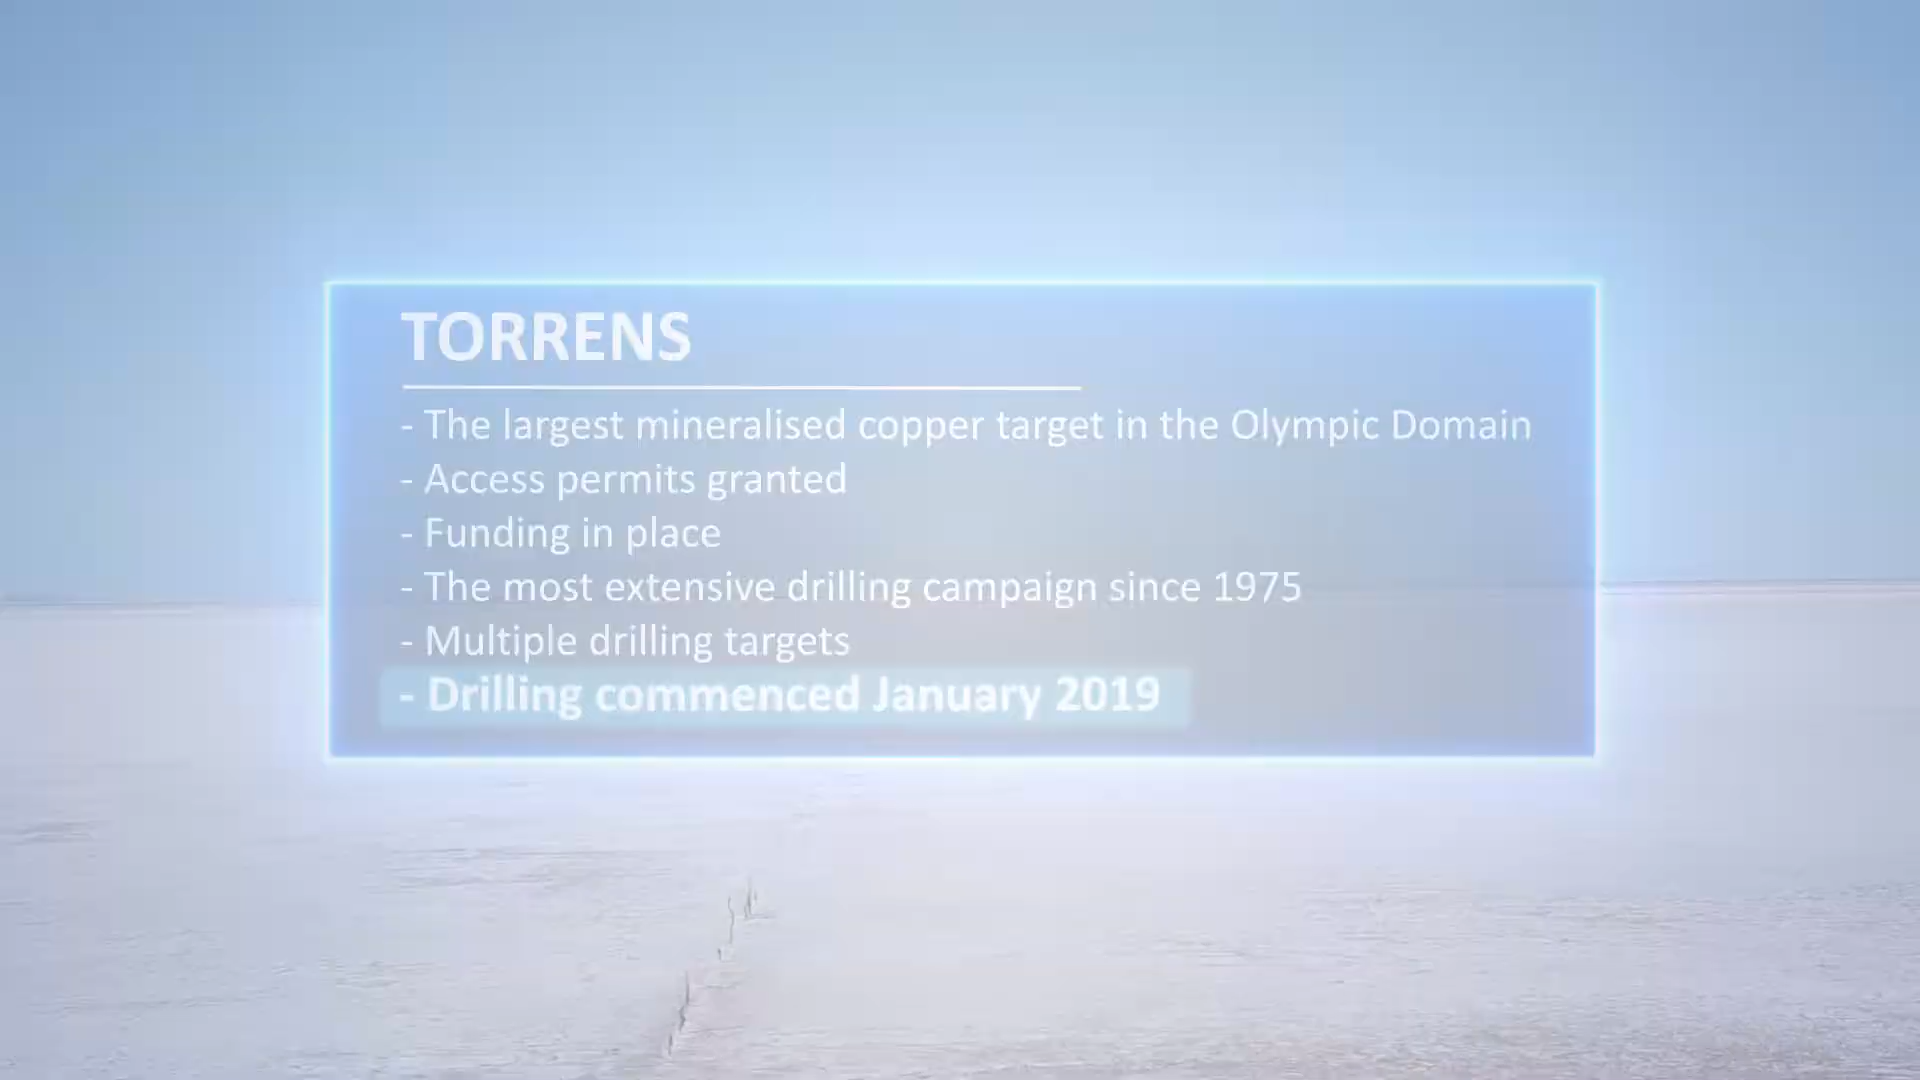 TORRENS
- The largest mineralised copper target in the Olympic Domain
- Access permits granted
- Funding in place
- The most extensive drilling campaign since 1975
- Multiple drilling targets
- Drilling commenced January 2019